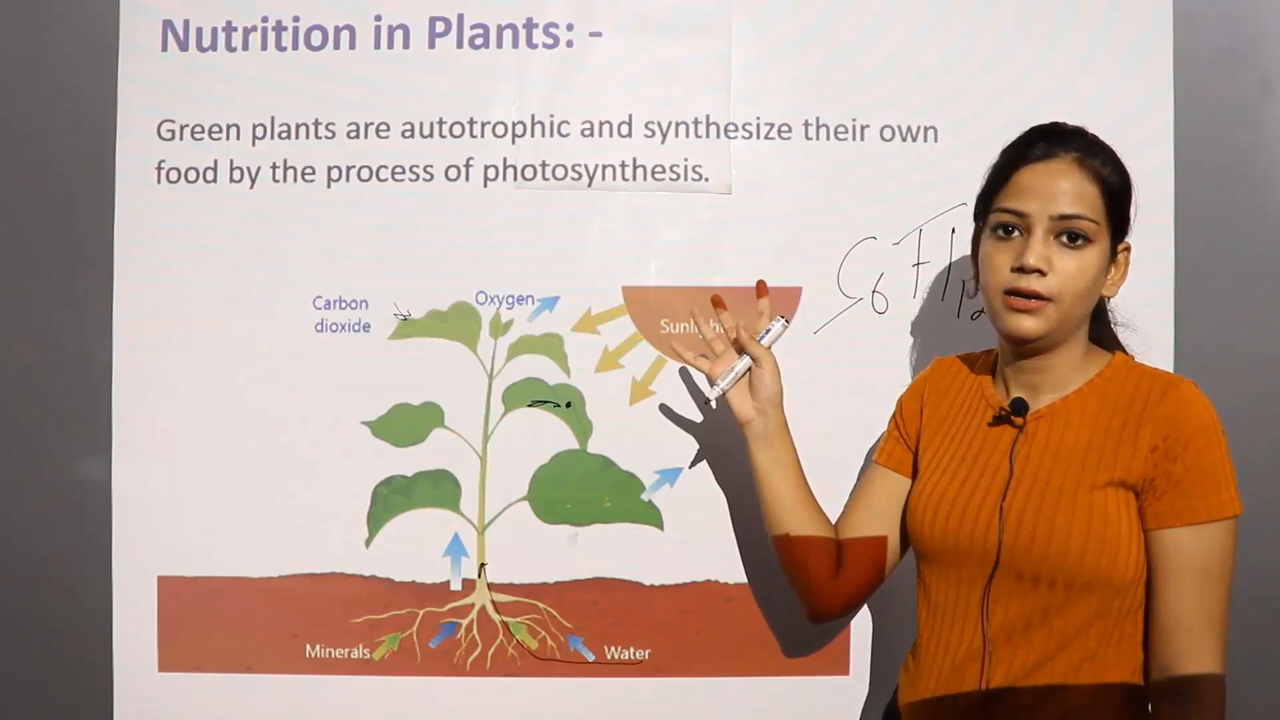 Nutrition in Plants: -
Green plants are autotrophic and synthesize their own
food by the process of photosynthesis.
Carbon
dioxide
Oxygen
Minerals
Water